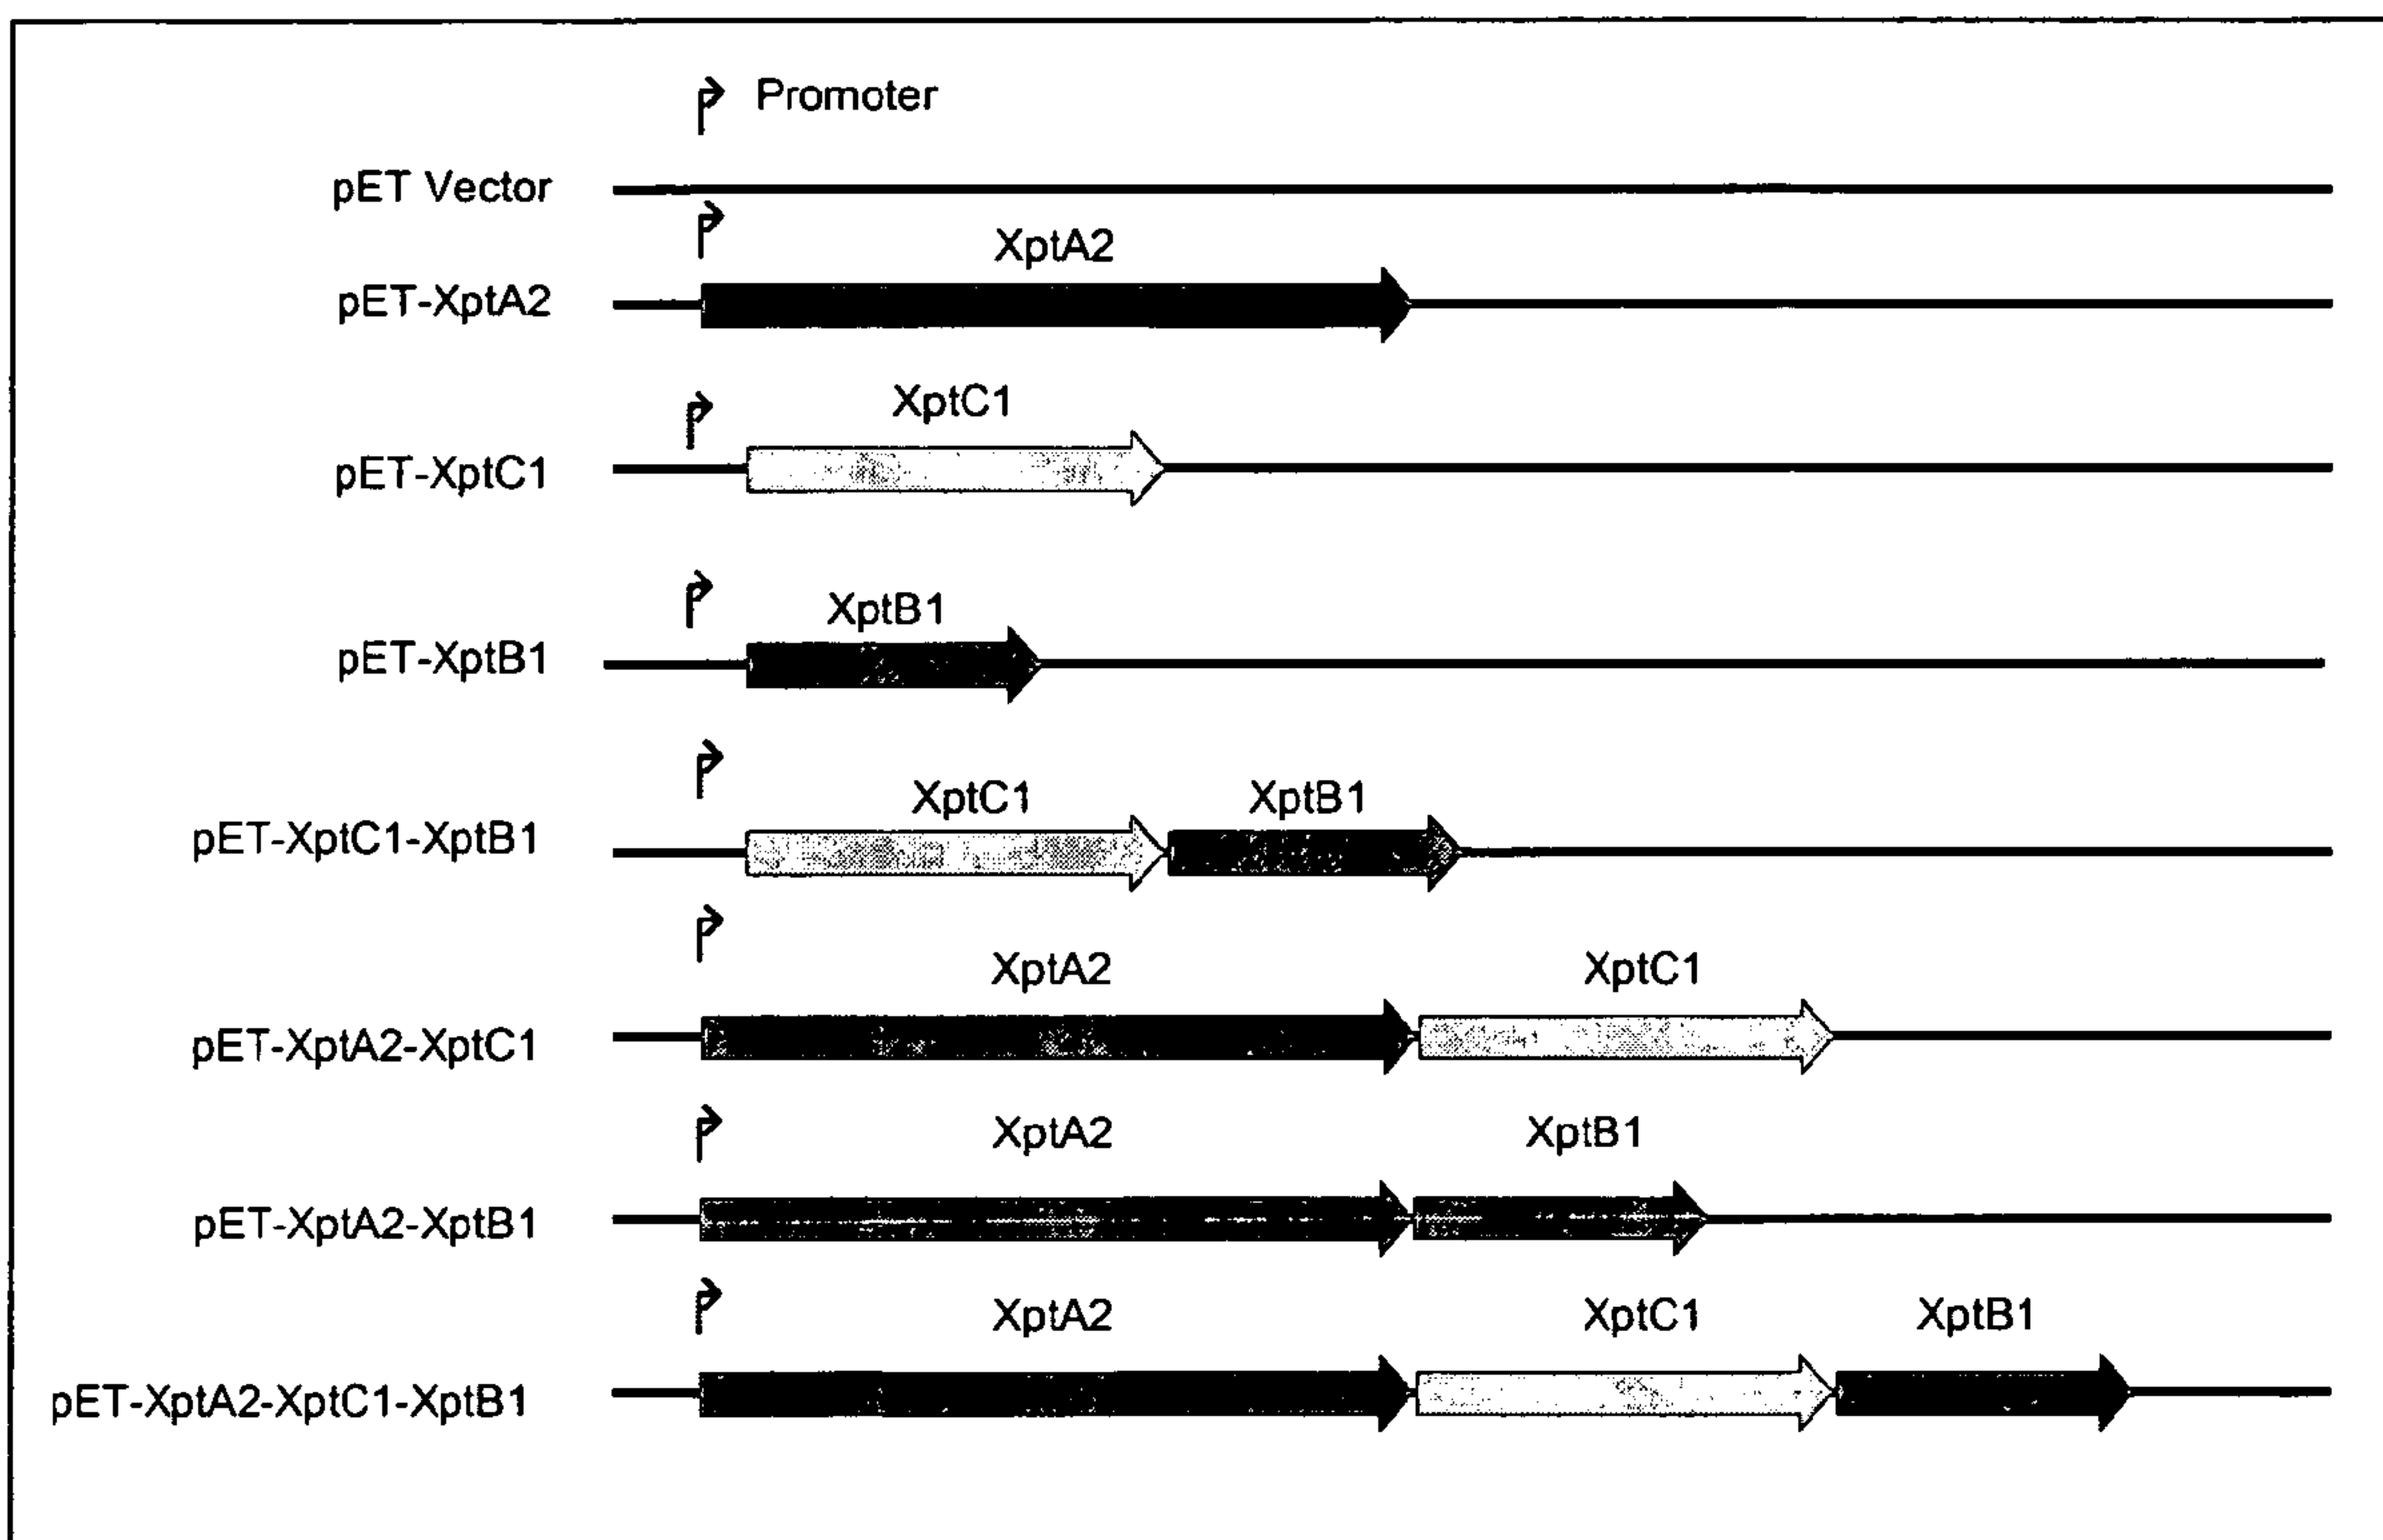 Promoter
pET Vector
XptA2
pET-XptA2
XptC1
pET-XptC1
XptB1
pET-XptB1
XptC1 XptB1
pET-XptC1-XptB1
XptA2 XptC1
pET-XptA2-XptC1
XptA2 XptB1
pET-XptA2-XptB1
XptA2 XptC1 XptB1
pET-XptA2-XptC1-XptB1